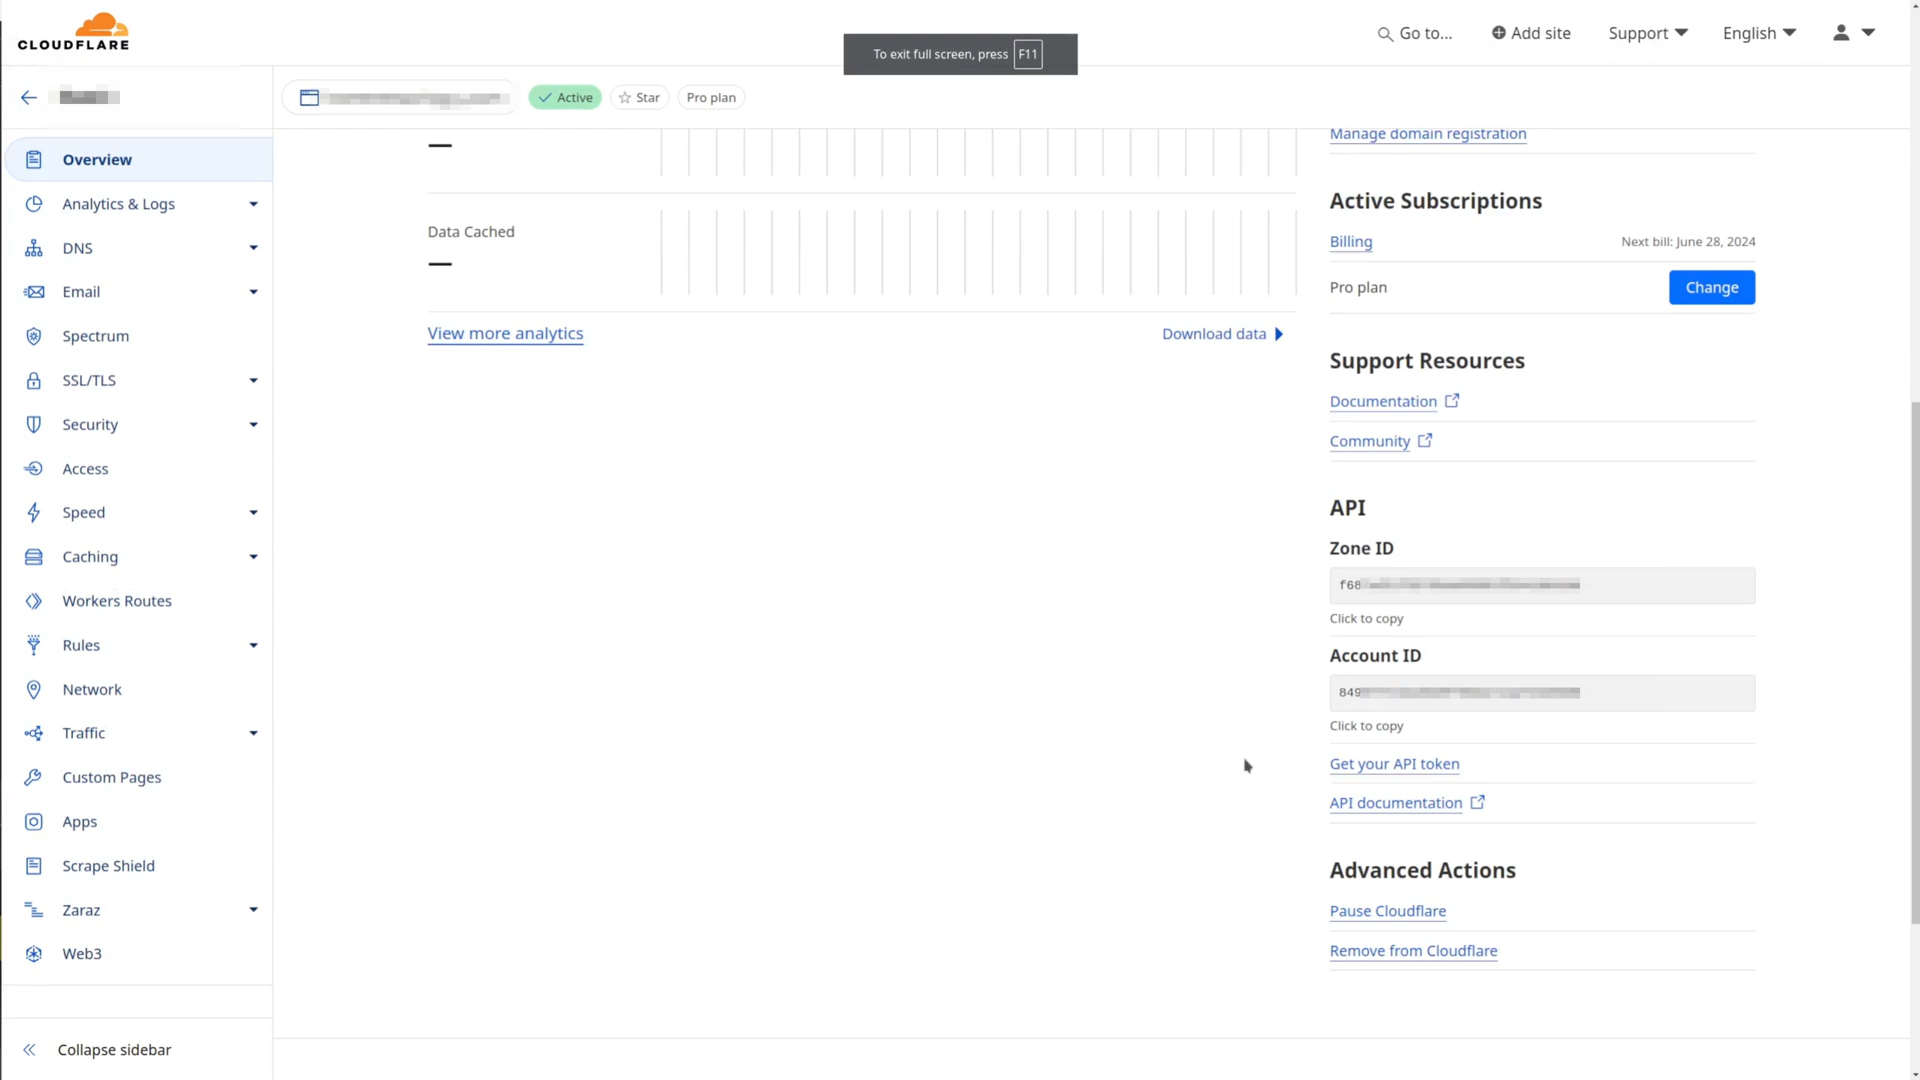 CLOUDFLARE
To exit full screen, press F11
Go to...
Add site
Support
English
Active
Star
Pro plan
Overview
Analytics & Logs
DNS
Email
Spectrum
SSL/TLS
Security
Access
Speed
Caching
Workers Routes
Rules
Network
Traffic
Custom Pages
Apps
Scrape Shield
Zaraz
Web3
Collapse sidebar
—
Data Cached
—
View more analytics
Download data
Manage domain registration
Active Subscriptions
Billing
Next bill: June 28, 2024
Pro plan
Change
Support Resources
Documentation
Community
API
Zone ID
f68
Click to copy
Account ID
849
Click to copy
Get your API token
API documentation
Advanced Actions
Pause Cloudflare
Remove from Cloudflare